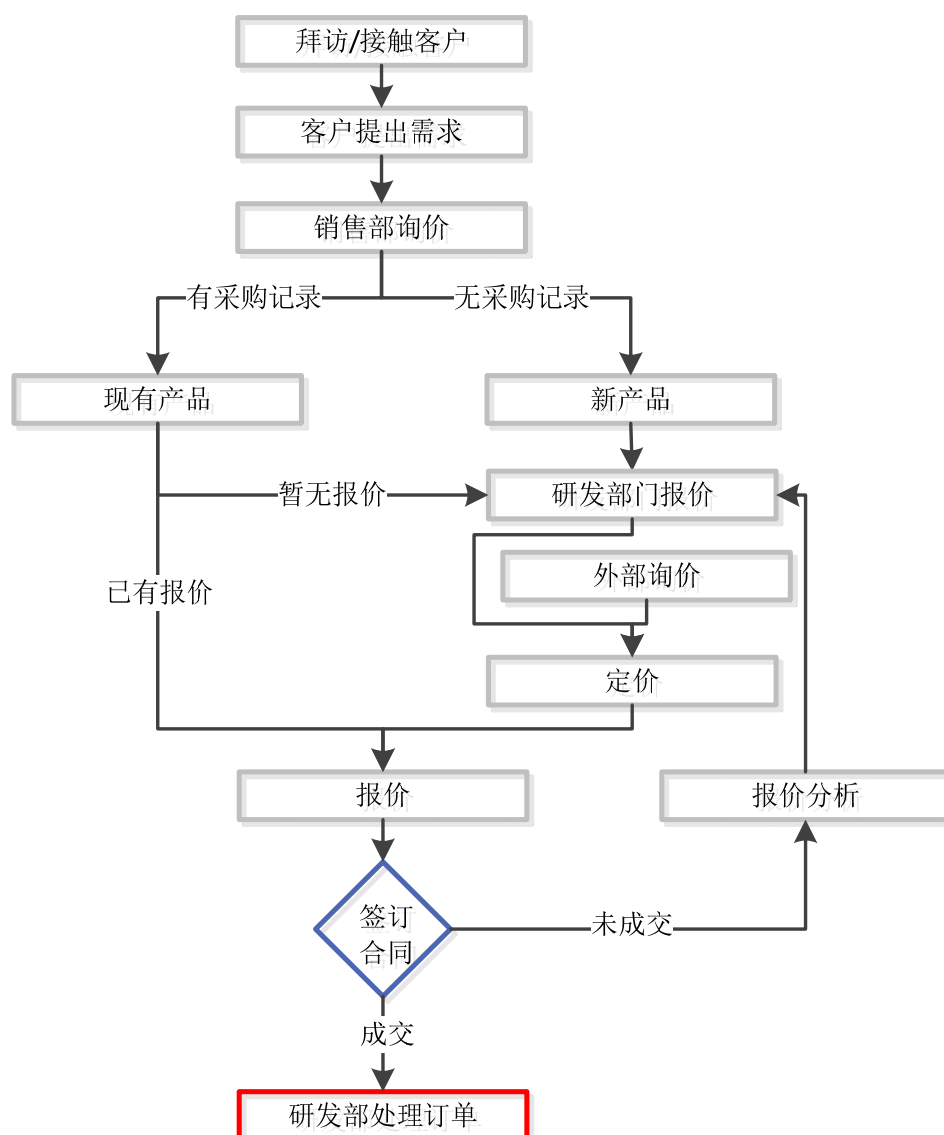 拜访/接触客户
客户提出需求
销售部询价
有采购记录
无采购记录
现有产品
新产品
暂无报价
研发部门报价
外部询价
已有报价
定价
报价
报价分析
签订
合同
未成交
成交
研发部处理订单